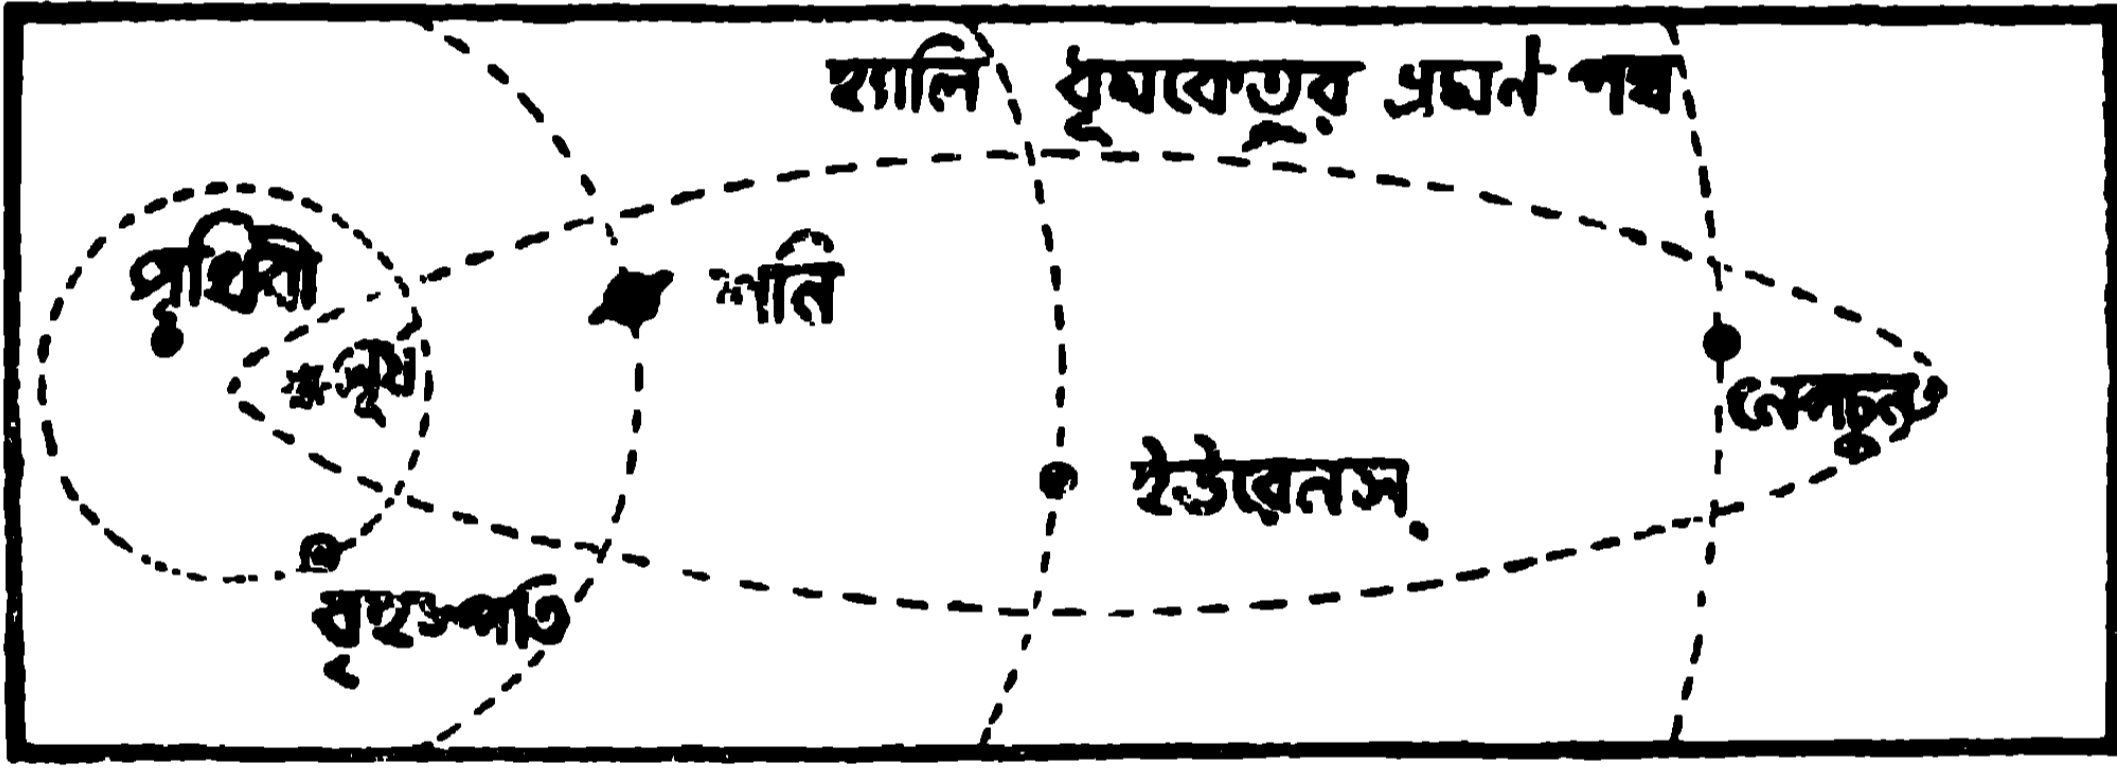 হ্যালি ধূমকেতুর ভ্রমণ পথ
পৃথিবী
শনি
সূর্য
নেপচুন
ইউরেনস্
বৃহস্পতি